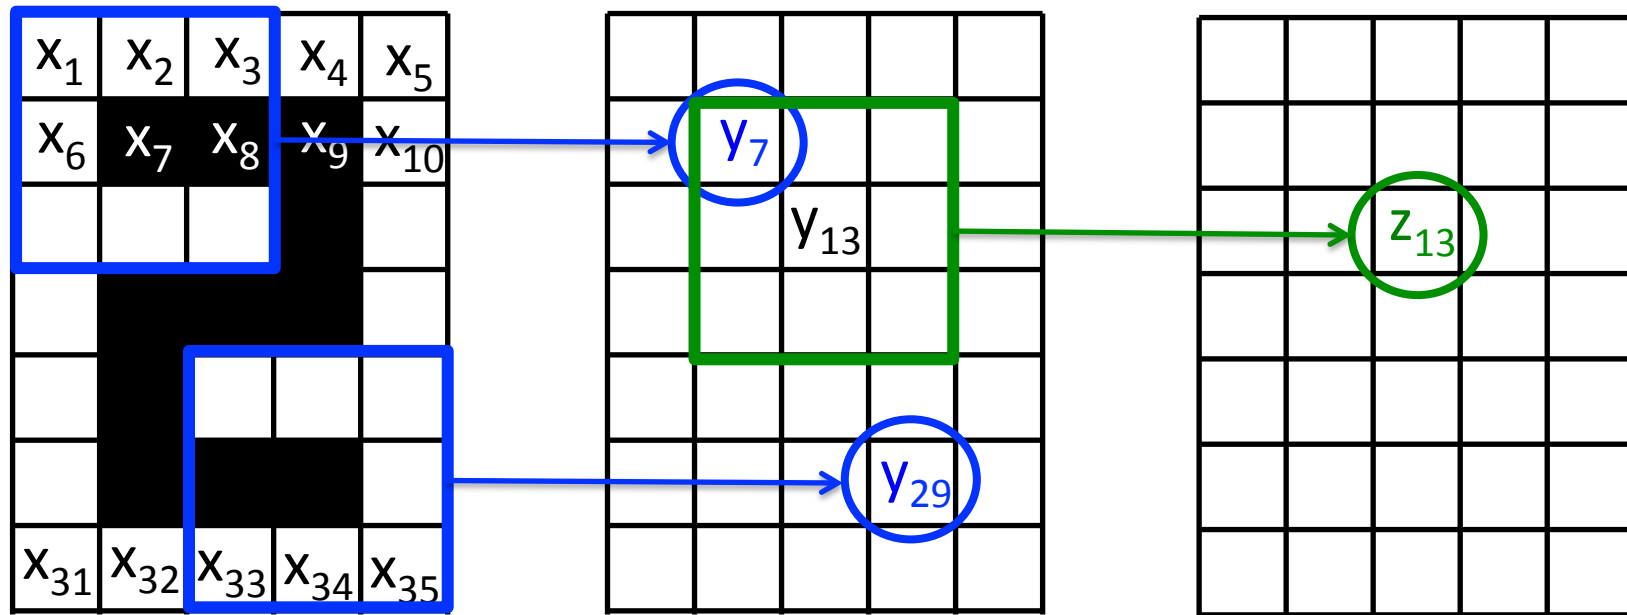 x₁ x₂ x₃ x₄ x₅
x₆ x₇ x₈ x₉ x₁₀ y₇
y₁₃ z₁₃
y₂₉
x₃₁ x₃₂ x₃₃ x₃₄ x₃₅